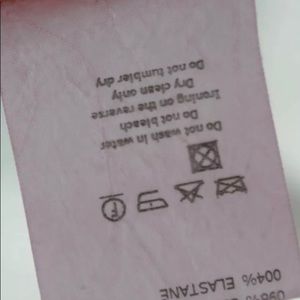 004% ELASTANE
F
Do not wash in water
Do not bleach
Ironing on the reverse
Dry clean only
Do not tumbler dry